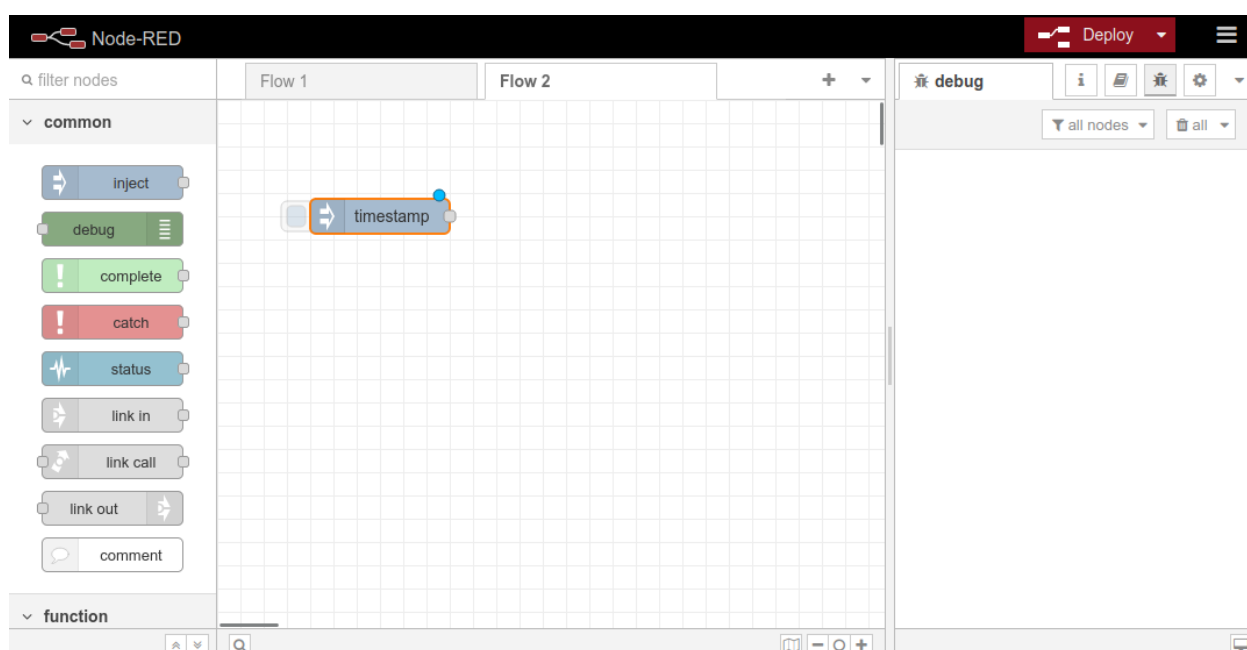 Node-RED
Deploy
filter nodes
Flow 1
Flow 2
debug
i
all nodes
all
common
inject
debug
complete
catch
status
link in
link call
link out
comment
function
timestamp